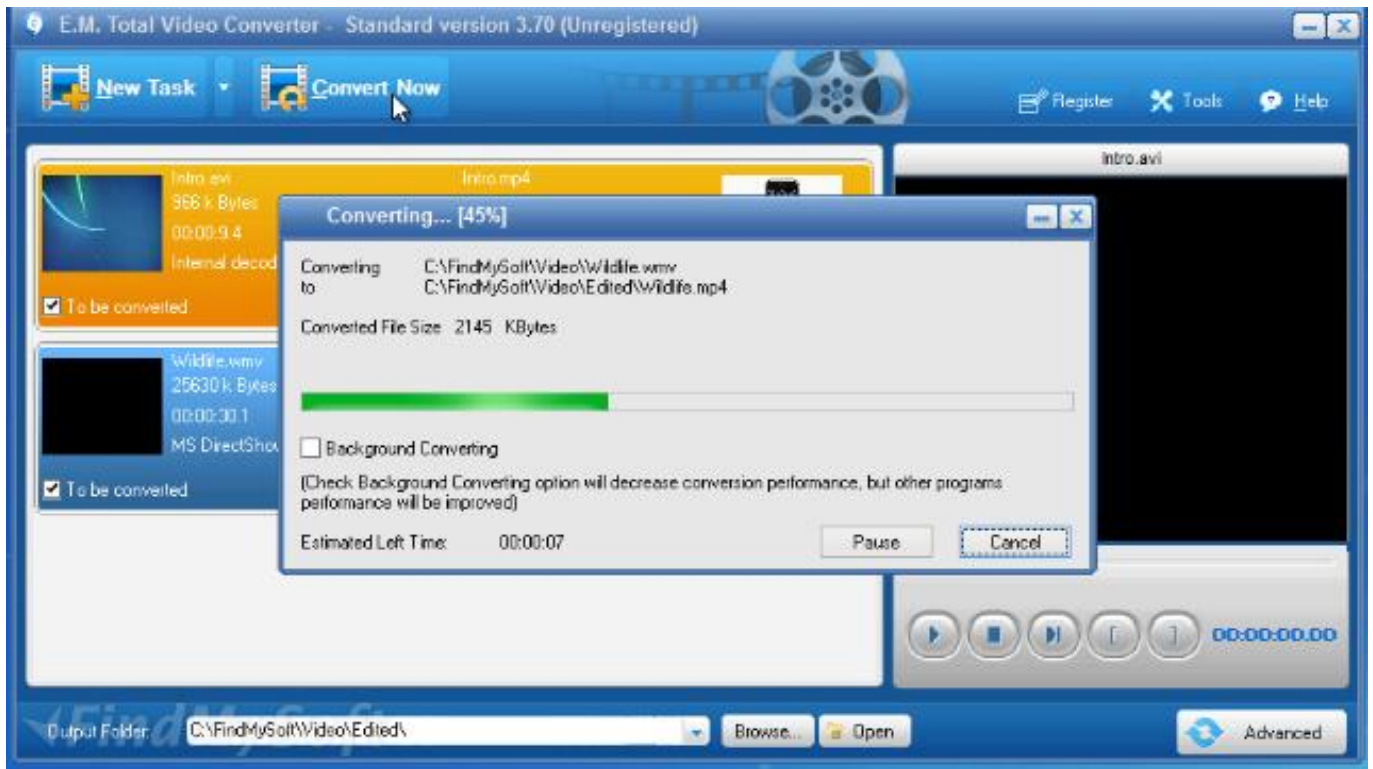 E.M. Total Video Converter - Standard version 3.70 (Unregistered)
New Task
Convert Now
Register
Tools
Help
Intro.avi
Intro.avi
Intro.mp4
966 k Bytes
00:00:9.4
Internal decod
To be converted
Wildlife.wmv
25630 k Bytes
00:00:30.1
MS DirectShow
To be converted
Converting... [45%]
Converting C:\FindMySoft\Video\Wildlife.wmv
to C:\FindMySoft\Video\Edited\Wildlife.mp4
Converted File Size 2145 KBytes
Background Converting
(Check Background Converting option will decrease conversion performance, but other programs
performance will be improved)
Estimated Left Time: 00:00:07
Pause
Cancel
00:00:00.00
FindMySoft
Output Folder: C:\FindMySoft\Video\Edited\
Browse...
Open
Advanced